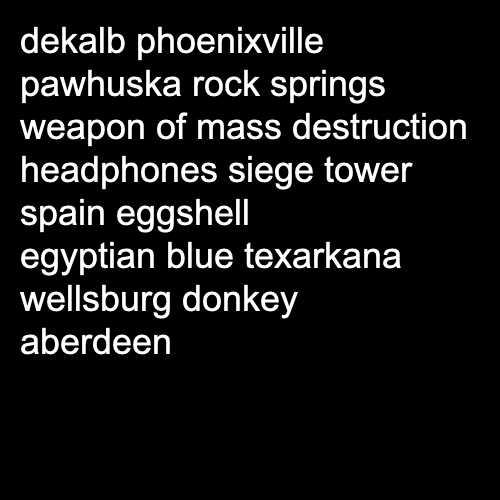 dekalb phoenixville
pawhuska rock springs
weapon of mass destruction
headphones siege tower
spain eggshell
egyptian blue texarkana
wellsburg donkey
aberdeen